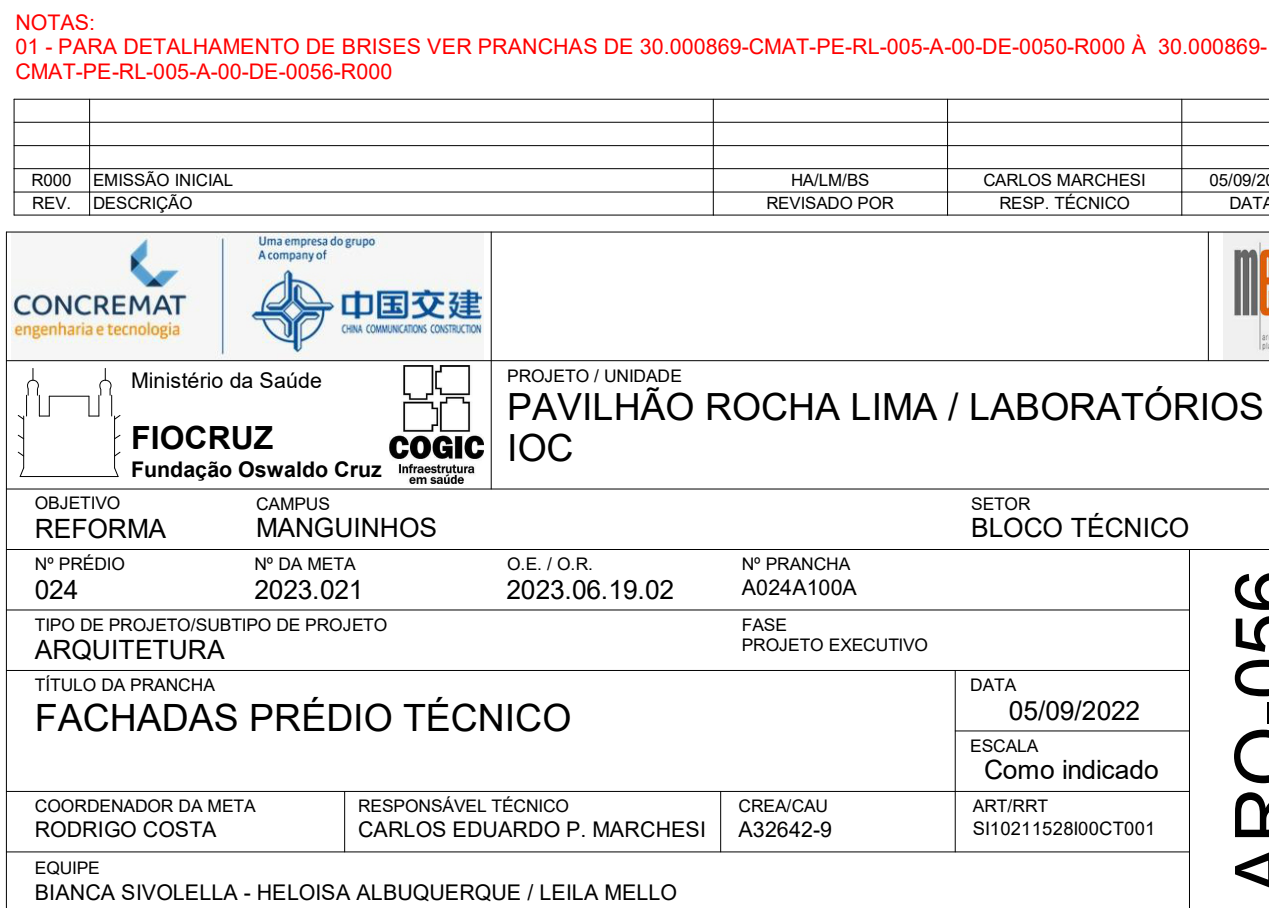 NOTAS:
01 - PARA DETALHAMENTO DE BRISES VER PRANCHAS DE 30.000869-CMAT-PE-RL-005-A-00-DE-0050-R000 À 30.000869-
CMAT-PE-RL-005-A-00-DE-0056-R000
R000 EMISSÃO INICIAL HA/LM/BS CARLOS MARCHESI 05/09/20
REV. DESCRIÇÃO REVISADO POR RESP. TÉCNICO DATA
Uma empresa do grupo
A company of
CONCREMAT
engenharia e tecnologia
中国交建
CHINA COMMUNICATIONS CONSTRUCTION
Ministério da Saúde
FIOCRUZ
Fundação Oswaldo Cruz
COGIC
Infraestrutura
em saúde
PROJETO / UNIDADE
PAVILHÃO ROCHA LIMA / LABORATÓRIOS
IOC
OBJETIVO CAMPUS SETOR
REFORMA MANGUINHOS BLOCO TÉCNICO
Nº PRÉDIO Nº DA META O.E. / O.R. Nº PRANCHA
024 2023.021 2023.06.19.02 A024A100A
TIPO DE PROJETO/SUBTIPO DE PROJETO FASE
ARQUITETURA PROJETO EXECUTIVO
TÍTULO DA PRANCHA DATA
FACHADAS PRÉDIO TÉCNICO 05/09/2022
ESCALA
Como indicado
COORDENADOR DA META RESPONSÁVEL TÉCNICO CREA/CAU ART/RRT
RODRIGO COSTA CARLOS EDUARDO P. MARCHESI A32642-9 SI10211528I00CT001
EQUIPE
BIANCA SIVOLELLA - HELOISA ALBUQUERQUE / LEILA MELLO
ARQ-056